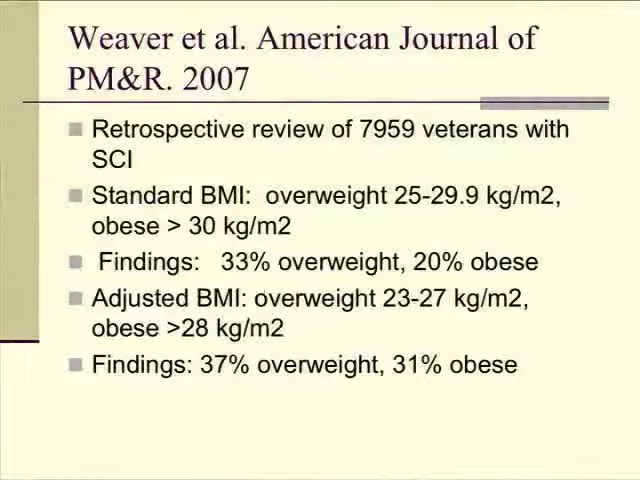 Weaver et al. American Journal of
PM&R. 2007
Retrospective review of 7959 veterans with
SCI
Standard BMI:  overweight 25-29.9 kg/m2,
obese > 30 kg/m2
Findings:   33% overweight, 20% obese
Adjusted BMI: overweight 23-27 kg/m2,
obese >28 kg/m2
Findings: 37% overweight, 31% obese